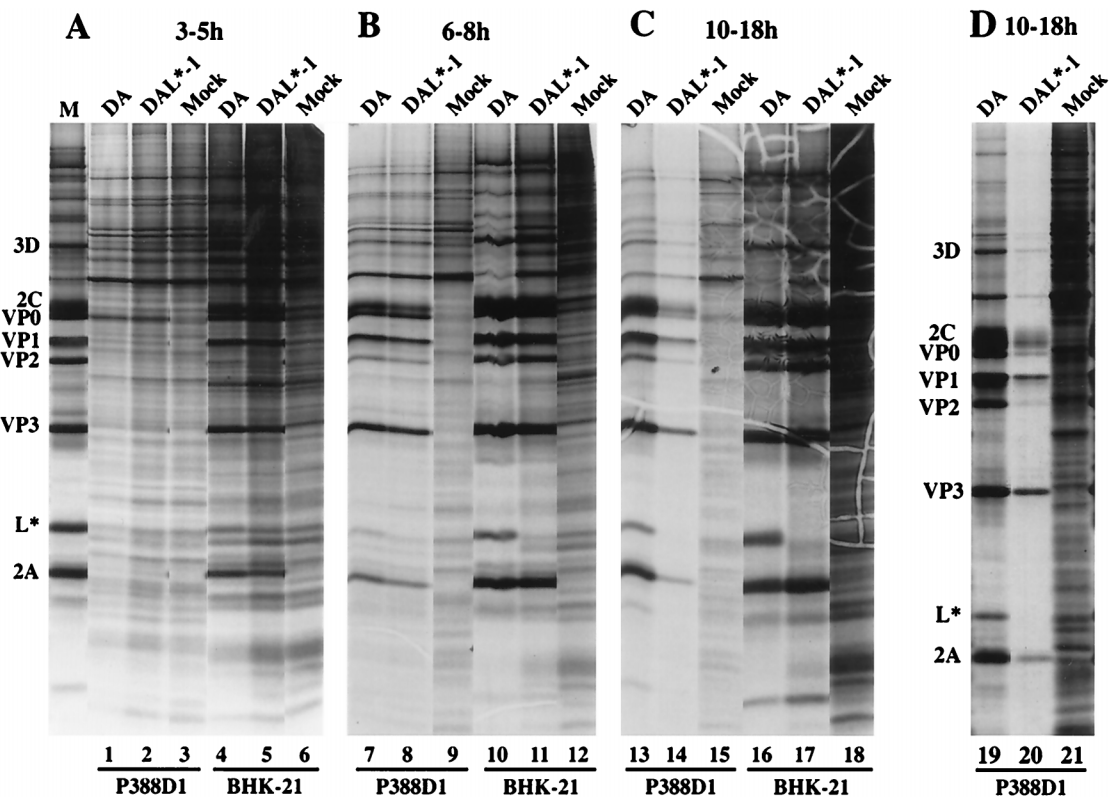 A 3-5h B 6-8h C 10-18h D 10-18h
M DA DAL*-1 Mock DA DAL*-1 Mock DA DAL*-1 Mock DA DAL*-1 Mock DA DAL*-1 Mock DA DAL*-1 Mock DA DAL*-1 Mock
3D
2C
VP0
VP1
VP2
VP3
L*
2A
3D
2C
VP0
VP1
VP2
VP3
L*
2A
1 2 3 4 5 6 7 8 9 10 11 12 13 14 15 16 17 18 19 20 21
P388D1 BHK-21 P388D1 BHK-21 P388D1 BHK-21 P388D1